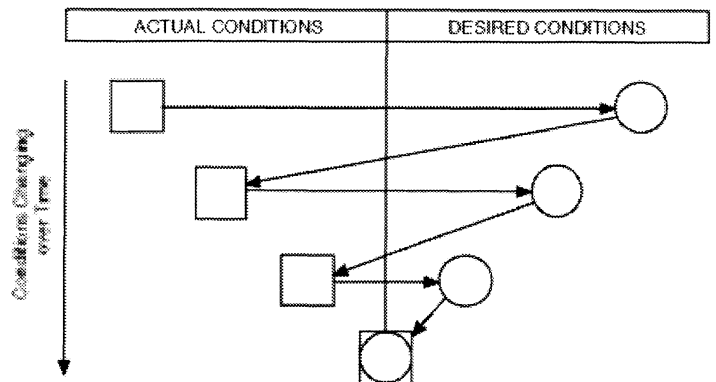 ACTUAL CONDITIONS
DESIRED CONDITIONS
Conditions Changing
over Time